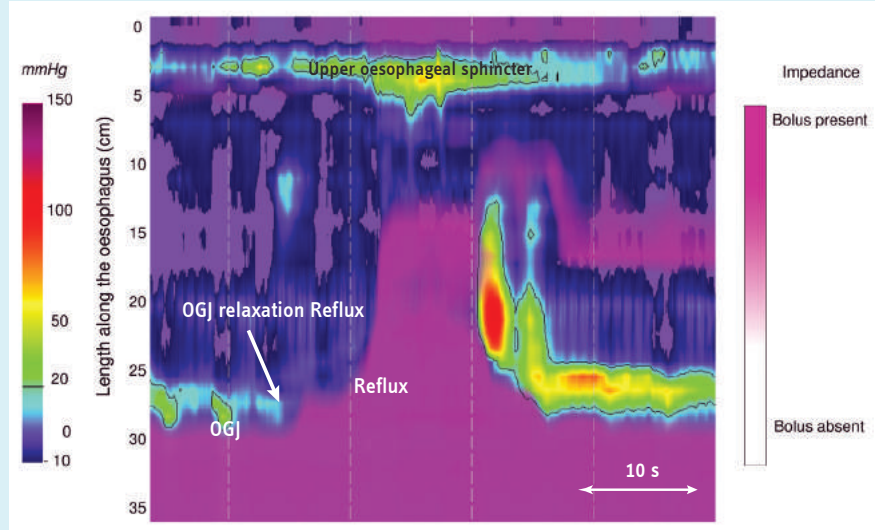 mmHg
150
100
50
20
0
- 10
Length along the oesophagus (cm)
0
5
10
15
20
25
30
35
Upper oesophageal sphincter
OGJ relaxation Reflux
Reflux
OGJ
10 s
Impedance
Bolus present
Bolus absent